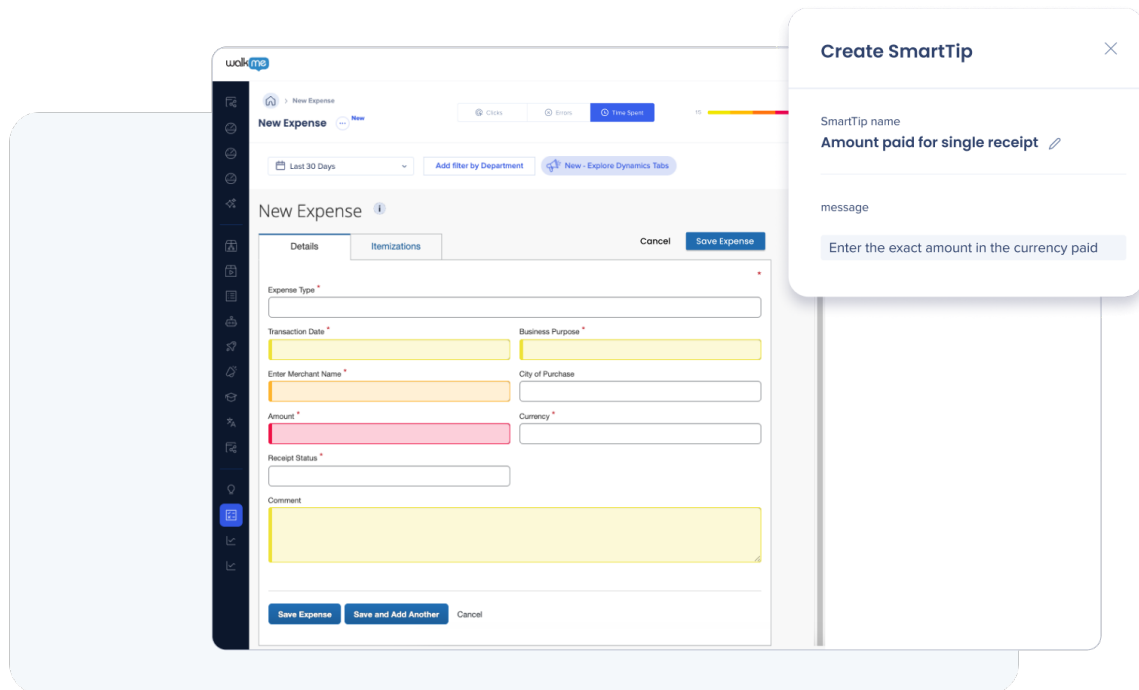 walkme
New Expense
New Expense
New
Clicks
Errors
Time Spent
15
Last 30 Days
Add filter by Department
New - Explore Dynamics Tabs
New Expense
i
Details
Itemizations
Cancel
Save Expense
*
Expense Type *
Transaction Date *
Business Purpose *
Enter Merchant Name *
City of Purchase
Amount *
Currency *
Receipt Status *
Comment
Save Expense
Save and Add Another
Cancel
Create SmartTip
SmartTip name
Amount paid for single receipt
message
Enter the exact amount in the currency paid